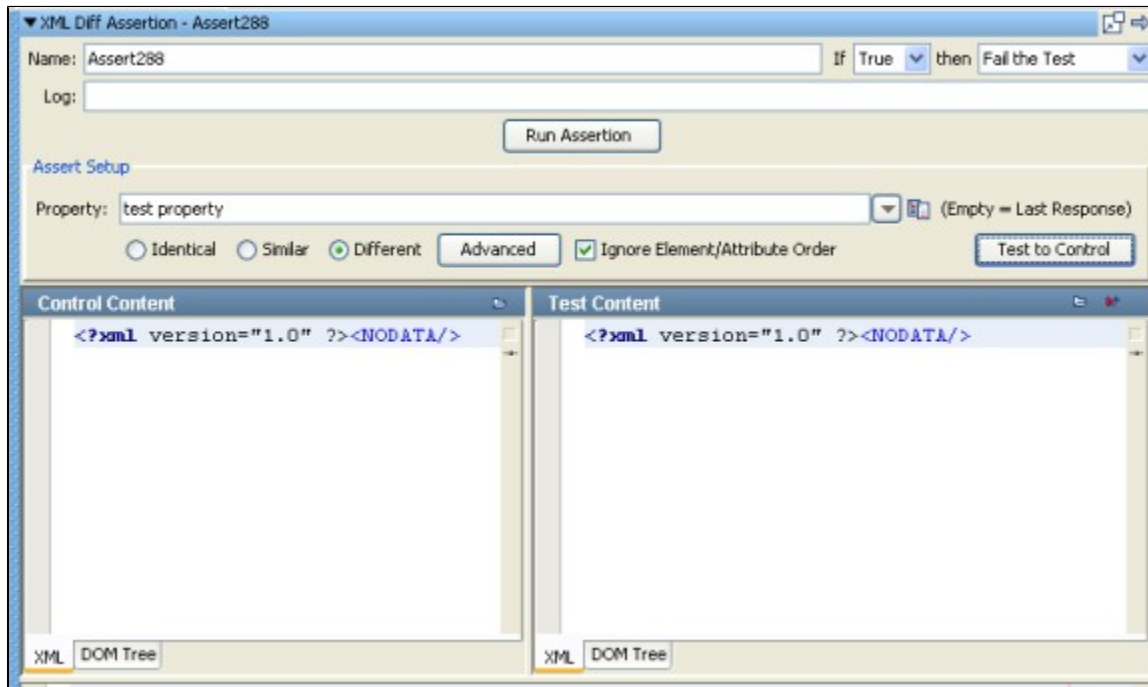 XML Diff Assertion - Assert288
Name: Assert288 If True then Fail the Test
Log:
Run Assertion
Assert Setup
Property: test property (Empty = Last Response)
Identical Similar Different Advanced Ignore Element/Attribute Order Test to Control
Control Content Test Content
<?xml version="1.0" ?><NODATA/> <?xml version="1.0" ?><NODATA/>
XML DOM Tree XML DOM Tree